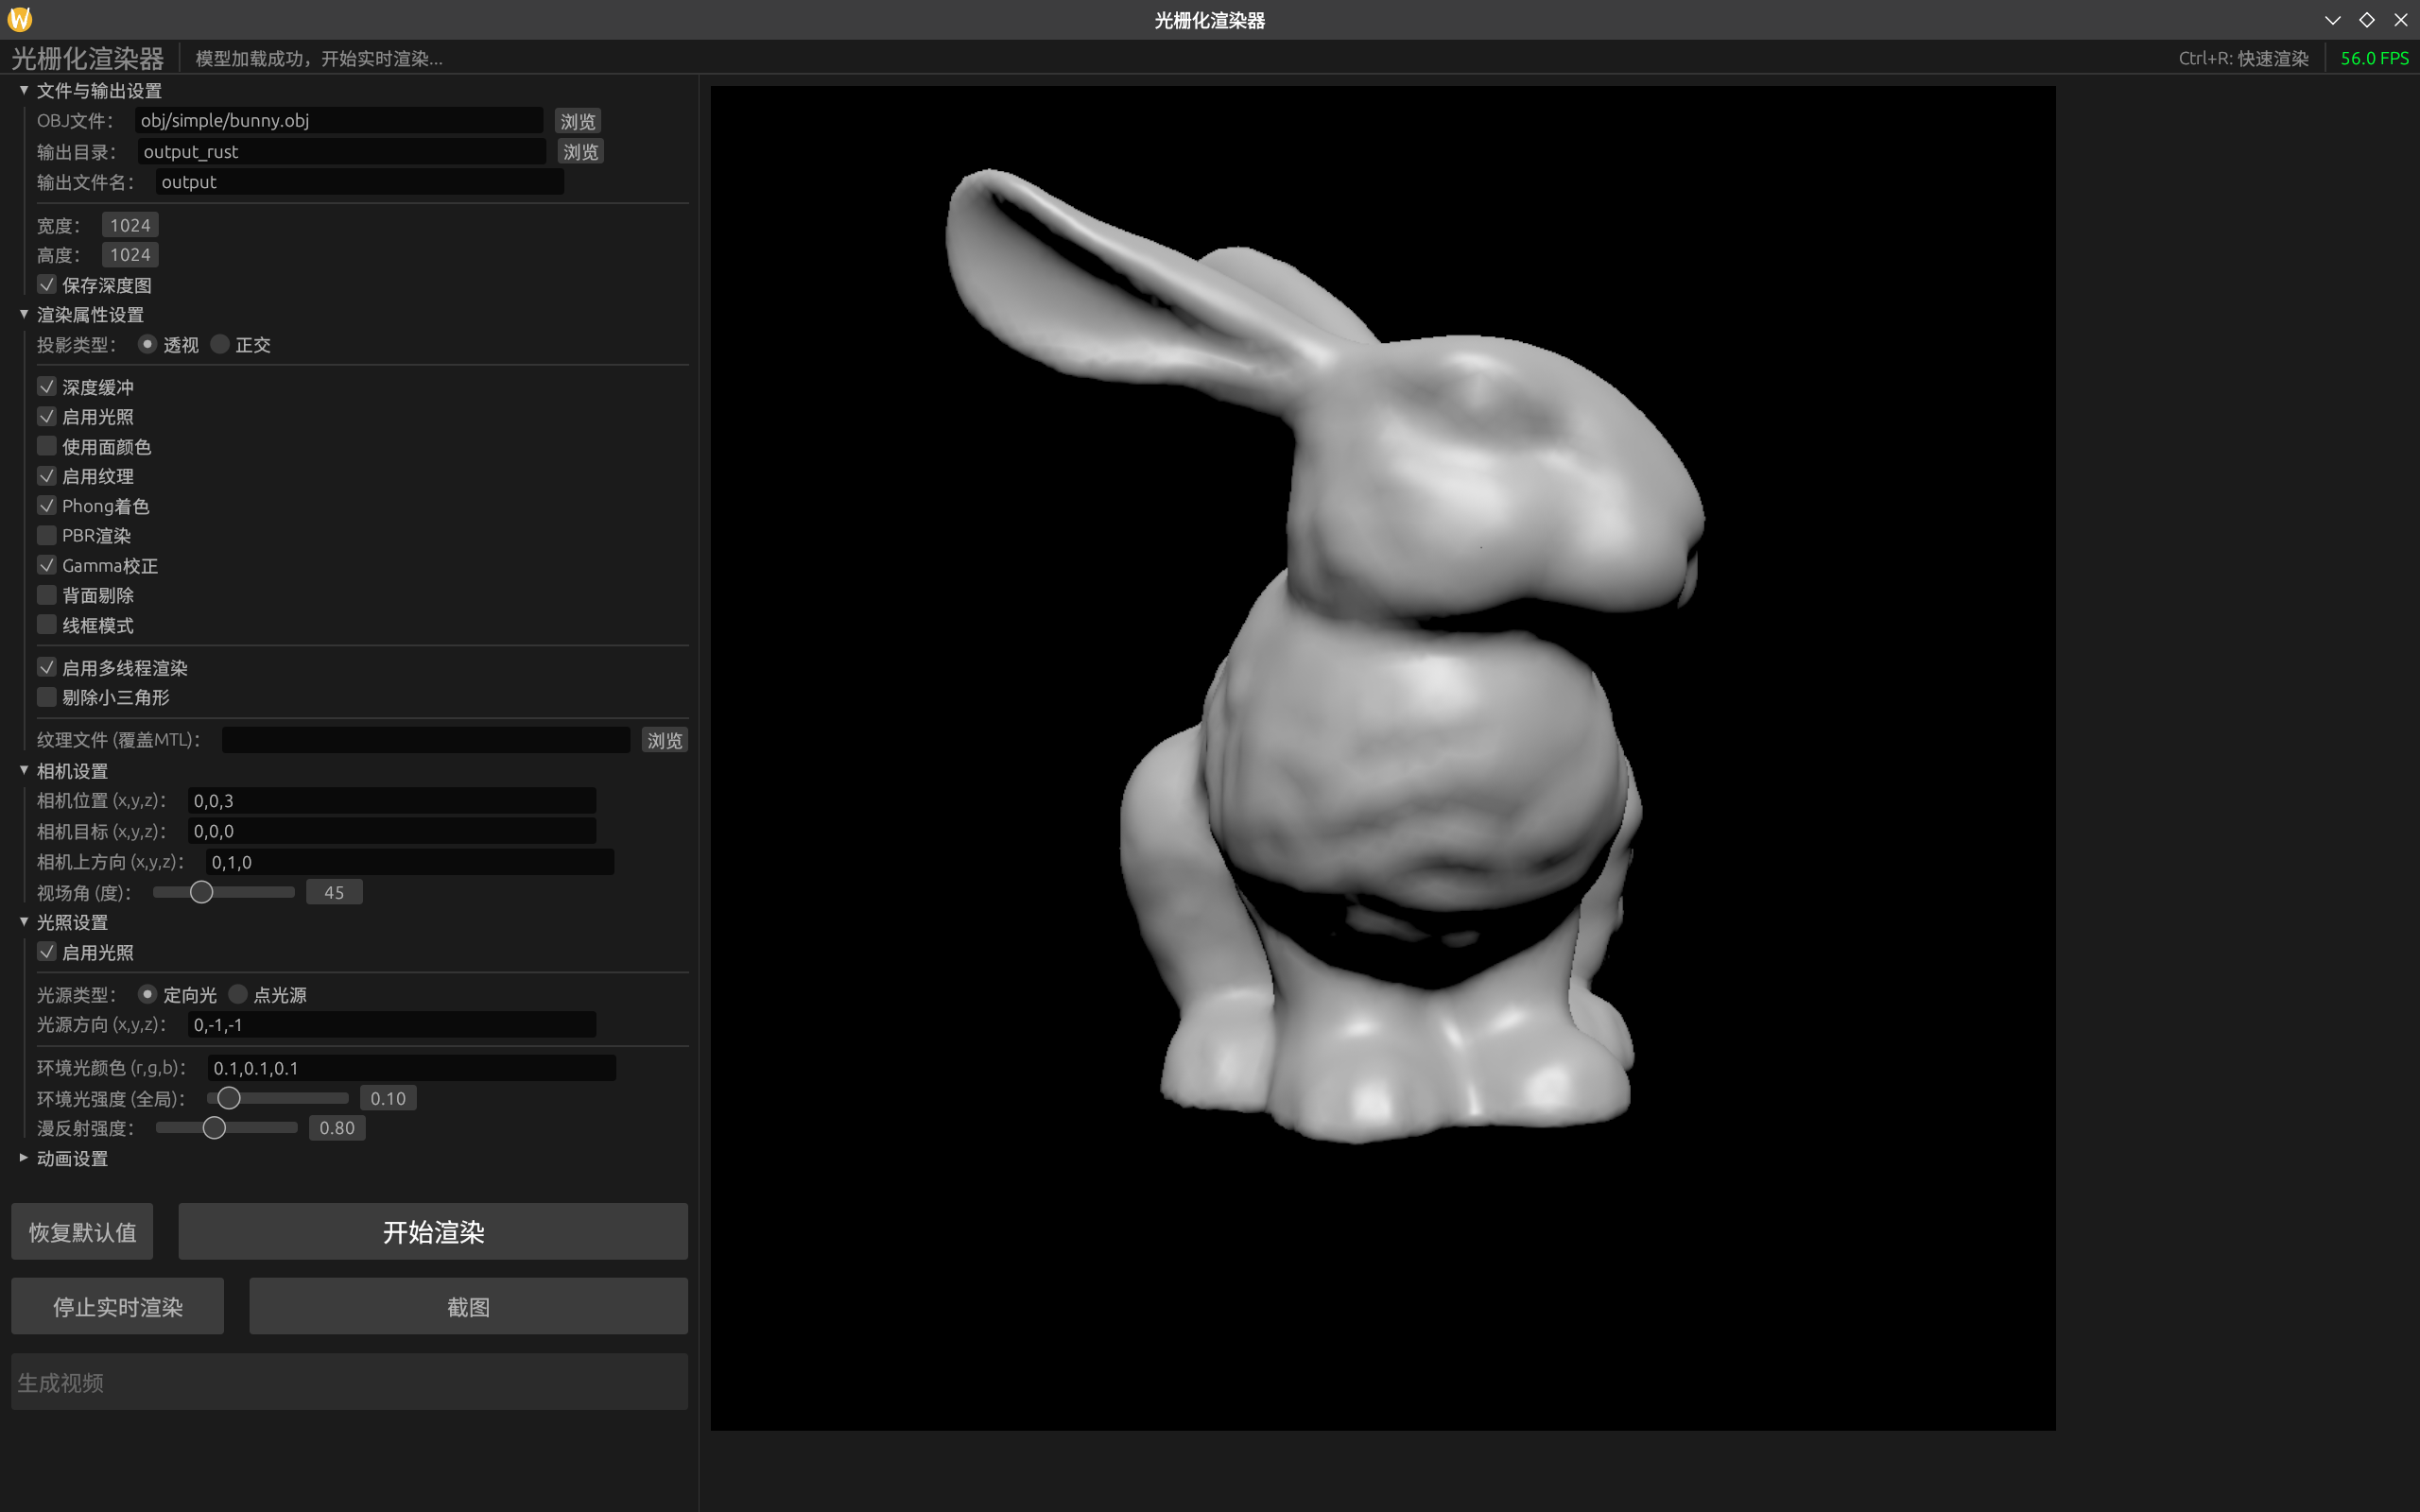 光栅化渲染器
光栅化渲染器 模型加载成功，开始实时渲染... Ctrl+R: 快速渲染 56.0 FPS
文件与输出设置
OBJ文件： obj/simple/bunny.obj 浏览
输出目录： output_rust 浏览
输出文件名： output
宽度： 1024
高度： 1024
保存深度图
渲染属性设置
投影类型： 透视 正交
深度缓冲
启用光照
使用面颜色
启用纹理
Phong着色
PBR渲染
Gamma校正
背面剔除
线框模式
启用多线程渲染
剔除小三角形
纹理文件 (覆盖MTL)： 浏览
相机设置
相机位置 (x,y,z)： 0,0,3
相机目标 (x,y,z)： 0,0,0
相机上方向 (x,y,z)： 0,1,0
视场角 (度)： 45
光照设置
启用光照
光源类型： 定向光 点光源
光源方向 (x,y,z)： 0,-1,-1
环境光颜色 (r,g,b)： 0.1,0.1,0.1
环境光强度 (全局)： 0.10
漫反射强度： 0.80
动画设置
恢复默认值 开始渲染
停止实时渲染 截图
生成视频